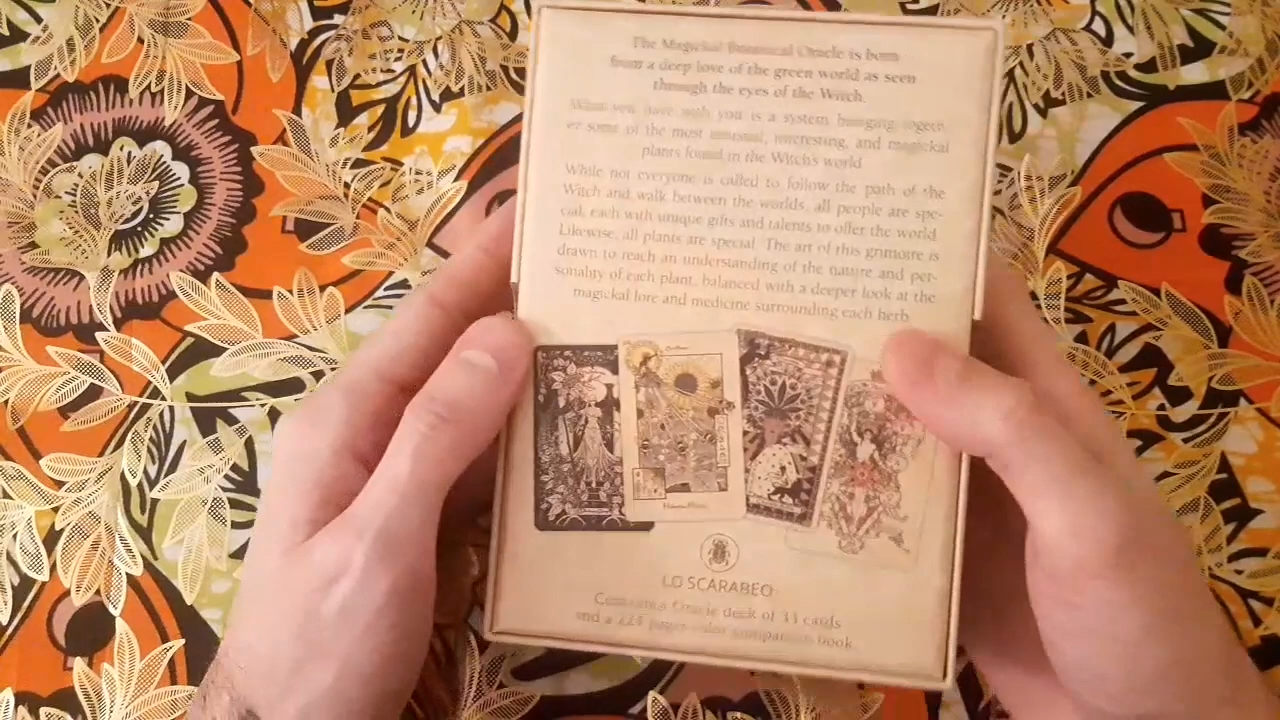 The Magickal Botanical Oracle is born
from a deep love of the green world as seen
through the eyes of the Witch.
What you have with you is a system bringing togeth-
er some of the most unusual, interesting, and magickal
plants found in the Witch's world
While not everyone is called to follow the path of the
Witch and walk between the worlds, all people are spe-
cial, each with unique gifts and talents to offer the world.
Likewise, all plants are special. The art of this grimoire is
drawn to reach an understanding of the nature and per-
sonality of each plant, balanced with a deeper look at the
magickal lore and medicine surrounding each herb.
LO SCARABEO
Contains a Oracle deck of 33 cards
and a 224 pages color companion book